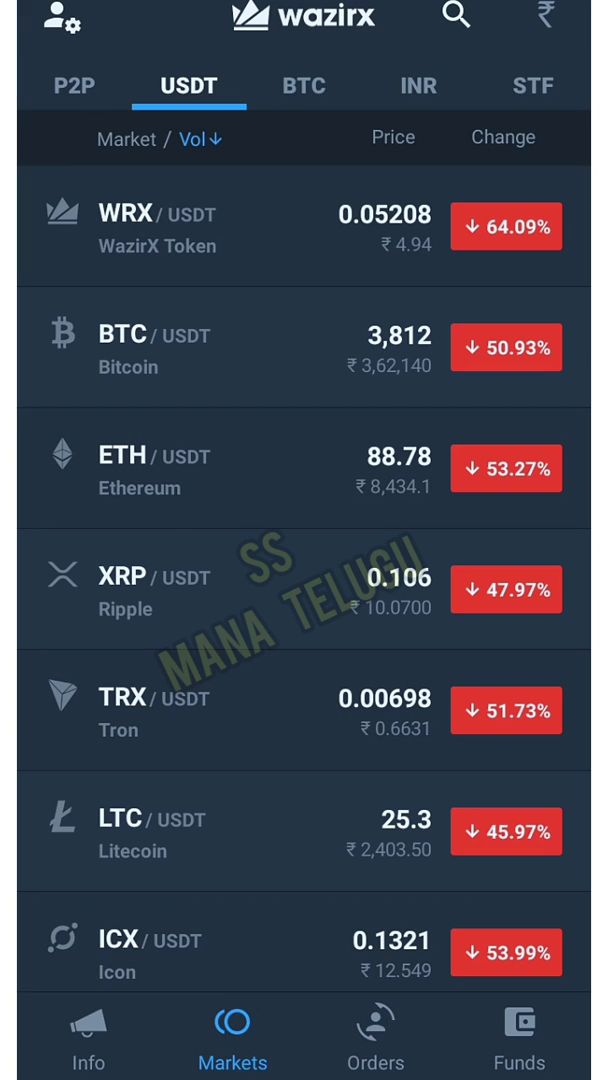 wazirx ₹
P2P USDT BTC INR STF
Market / Vol↓ Price Change
WRX / USDT 0.05208 ↓ 64.09%
WazirX Token ₹ 4.94
BTC / USDT 3,812 ↓ 50.93%
Bitcoin ₹ 3,62,140
ETH / USDT 88.78 ↓ 53.27%
Ethereum ₹ 8,434.1
SS
MANA TELUGU
XRP / USDT 0.106 ↓ 47.97%
Ripple ₹ 10.0700
TRX / USDT 0.00698 ↓ 51.73%
Tron ₹ 0.6631
LTC / USDT 25.3 ↓ 45.97%
Litecoin ₹ 2,403.50
ICX / USDT 0.1321 ↓ 53.99%
Icon ₹ 12.549
Info Markets Orders Funds